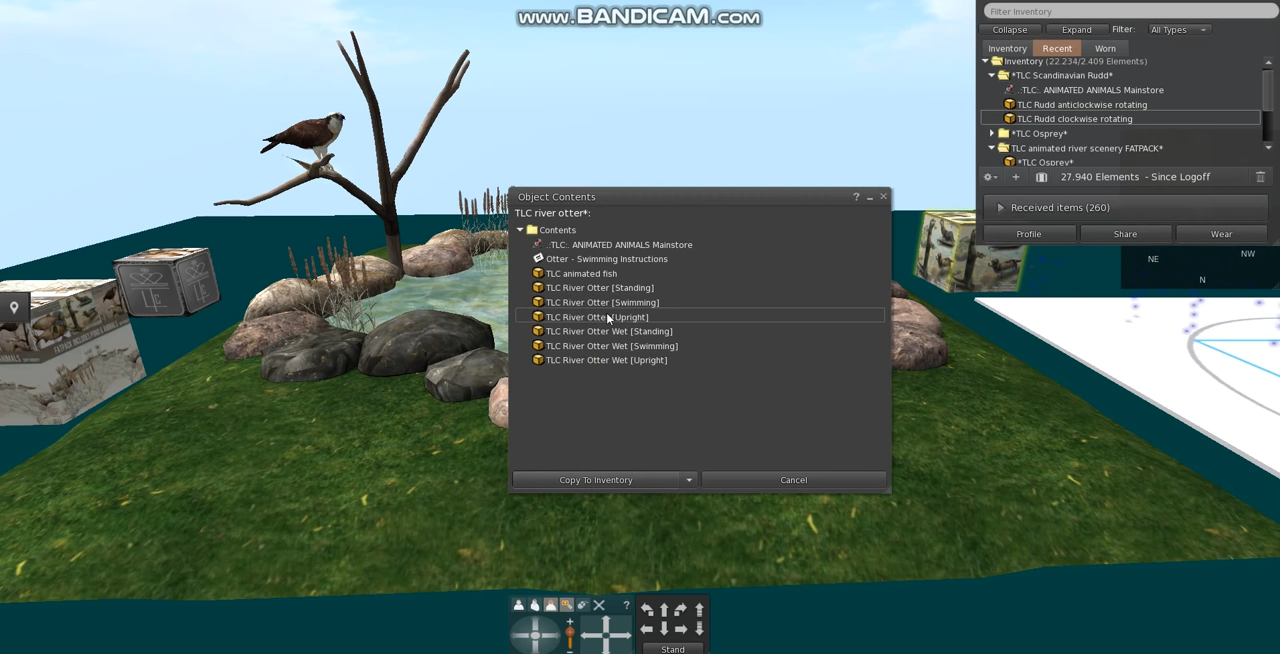 www.BANDICAM.com
Filter Inventory
Collapse Expand Filter: All Types
Inventory Recent Worn
Inventory (22.234/2.409 Elements)
*TLC Scandinavian Rudd*
.:TLC:. ANIMATED ANIMALS Mainstore
TLC Rudd anticlockwise rotating
TLC Rudd clockwise rotating
*TLC Osprey*
TLC animated river scenery FATPACK*
*TLC Osprey*
27.940 Elements - Since Logoff
Received items (260)
Profile Share Wear
NE
NW
N
Object Contents
? _ ×
TLC river otter*:
Contents
.:TLC:. ANIMATED ANIMALS Mainstore
Otter - Swimming Instructions
TLC animated fish
TLC River Otter [Standing]
TLC River Otter [Swimming]
TLC River Otter [Upright]
TLC River Otter Wet [Standing]
TLC River Otter Wet [Swimming]
TLC River Otter Wet [Upright]
Copy To Inventory
Cancel
?
Stand